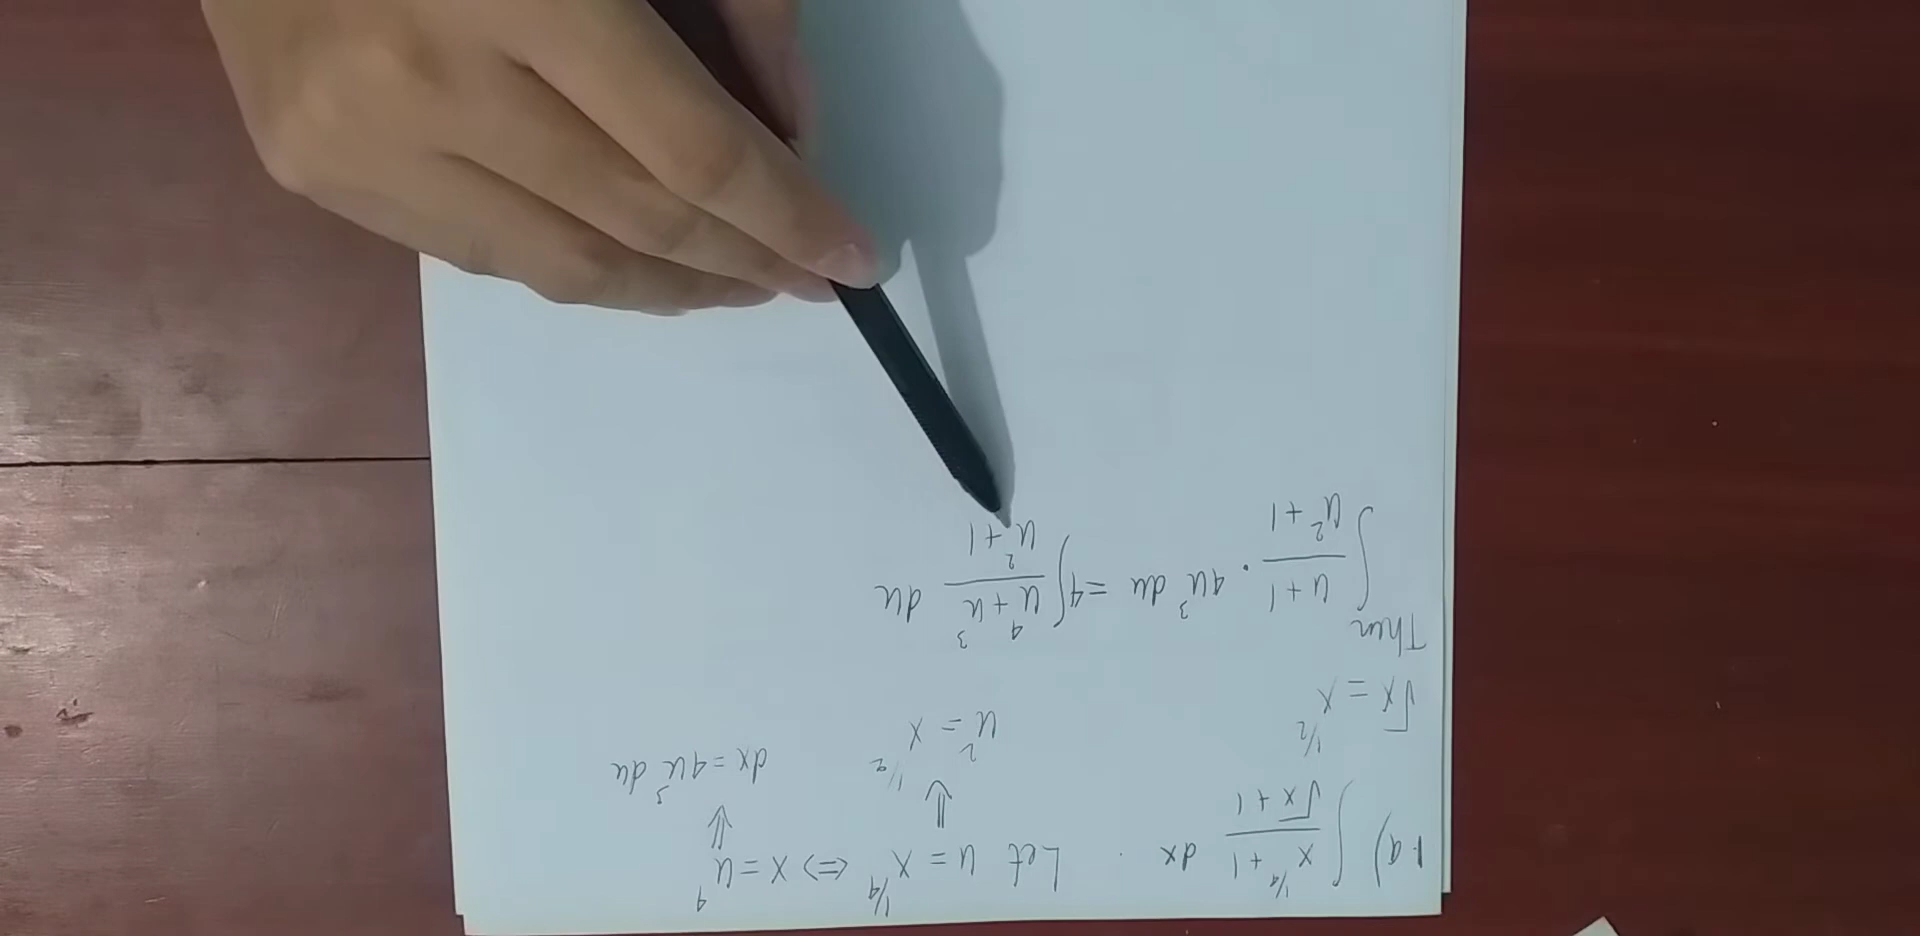 1.a) ∫ (x^{1/4} + 1)/(√x + 1) dx . Let u = x^{1/4} ⇔ x = u^4
⇓ ⇓
√x = x^{1/2} u^2 = x^{1/2} dx = 4u^3 du
Then
∫ (u + 1)/(u^2 + 1) · 4u^3 du = 4∫ (u^4 + u^3)/(u^2 + 1) du